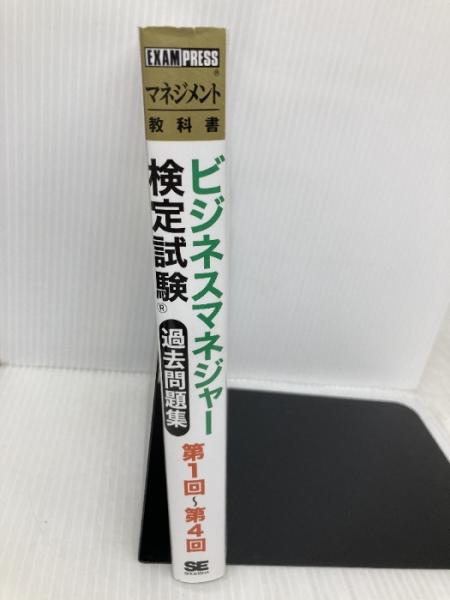 EXAMPRESS®
マネジメント
教科書
ビジネスマネジャー
検定試験®
過去問題集
第1回~第4回
SE
SHOEISHA